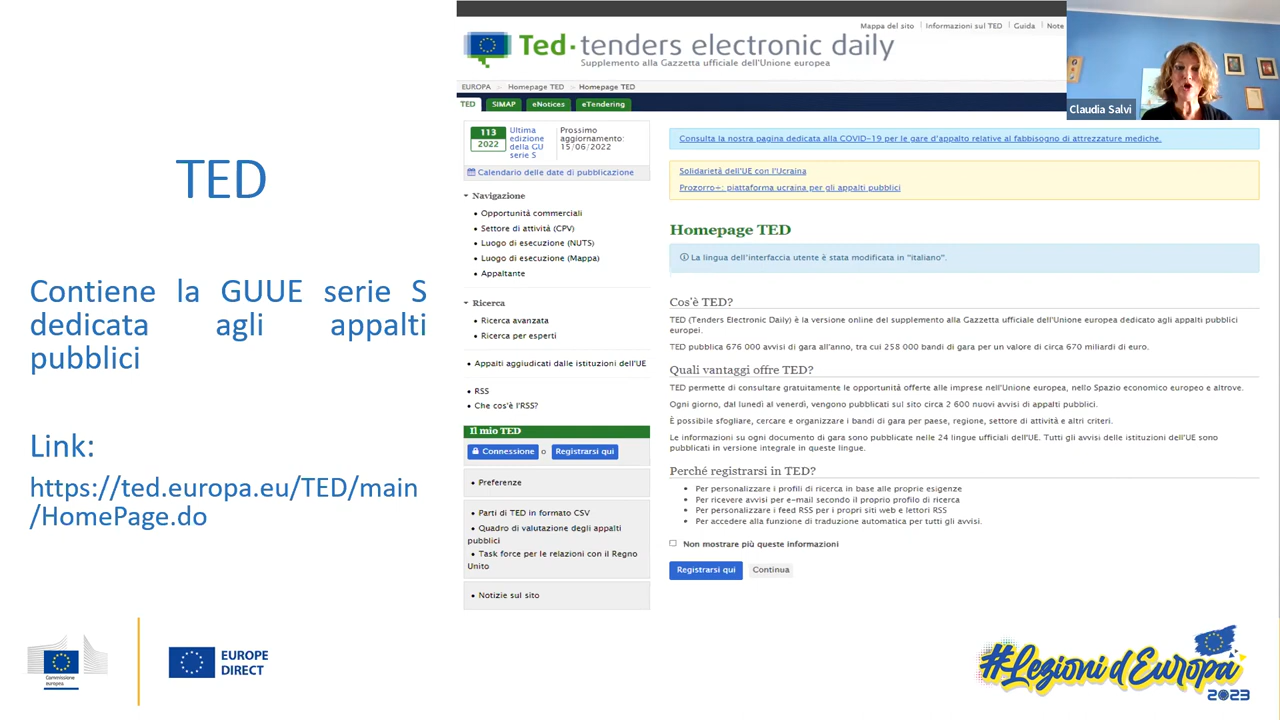 TED
Contiene la GUUE serie S
dedicata agli appalti
pubblici
Link:
https://ted.europa.eu/TED/main
/HomePage.do
Commissione
europea
EUROPE
DIRECT
Mappa del sito
Informazioni sul TED
Guida
Note
Ted· tenders electronic daily
Supplemento alla Gazzetta ufficiale dell'Unione europea
EUROPA > Homepage TED > Homepage TED
TED
SIMAP
eNotices
eTendering
113
2022
Ultima
edizione
della GU
serie S
Prossimo
aggiornamento:
15/06/2022
Calendario delle date di pubblicazione
Navigazione
Opportunità commerciali
Settore di attività (CPV)
Luogo di esecuzione (NUTS)
Luogo di esecuzione (Mappa)
Appaltante
Ricerca
Ricerca avanzata
Ricerca per esperti
Appalti aggiudicati dalle istituzioni dell'UE
RSS
Che cos'è l'RSS?
Il mio TED
Connessione o Registrarsi qui
Preferenze
Parti di TED in formato CSV
Quadro di valutazione degli appalti
pubblici
Task force per le relazioni con il Regno
Unito
Notizie sul sito
Consulta la nostra pagina dedicata alla COVID-19 per le gare d'appalto relative al fabbisogno di attrezzature mediche.
Solidarietà dell'UE con l'Ucraina
Prozorro+: piattaforma ucraina per gli appalti pubblici
Homepage TED
La lingua dell'interfaccia utente è stata modificata in "italiano".
Cos'è TED?
TED (Tenders Electronic Daily) è la versione online del supplemento alla Gazzetta ufficiale dell'Unione europea dedicato agli appalti pubblici
europei.
TED pubblica 676 000 avvisi di gara all'anno, tra cui 258 000 bandi di gara per un valore di circa 670 miliardi di euro.
Quali vantaggi offre TED?
TED permette di consultare gratuitamente le opportunità offerte alle imprese nell'Unione europea, nello Spazio economico europeo e altrove.
Ogni giorno, dal lunedì al venerdì, vengono pubblicati sul sito circa 2 600 nuovi avvisi di appalti pubblici.
È possibile sfogliare, cercare e organizzare i bandi di gara per paese, regione, settore di attività e altri criteri.
Le informazioni su ogni documento di gara sono pubblicate nelle 24 lingue ufficiali dell'UE. Tutti gli avvisi delle istituzioni dell'UE sono
pubblicati in versione integrale in queste lingue.
Perché registrarsi in TED?
Per personalizzare i profili di ricerca in base alle proprie esigenze
Per ricevere avvisi per e-mail secondo il proprio profilo di ricerca
Per personalizzare i feed RSS per i propri siti web e lettori RSS
Per accedere alla funzione di traduzione automatica per tutti gli avvisi.
Non mostrare più queste informazioni
Registrarsi qui
Continua
Claudia Salvi
#Lezioni d'Europa
2023